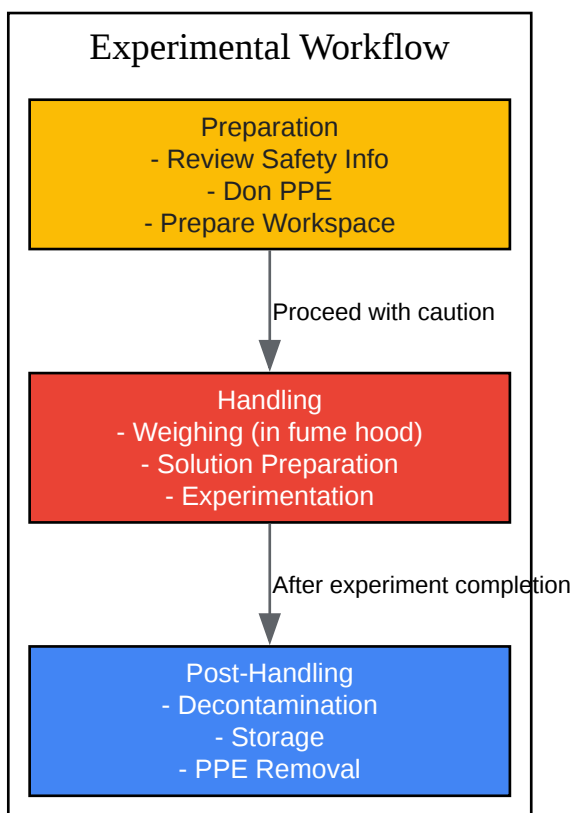 Experimental Workflow
Preparation
- Review Safety Info
- Don PPE
- Prepare Workspace
Proceed with caution
Handling
- Weighing (in fume hood)
- Solution Preparation
- Experimentation
After experiment completion
Post-Handling
- Decontamination
- Storage
- PPE Removal